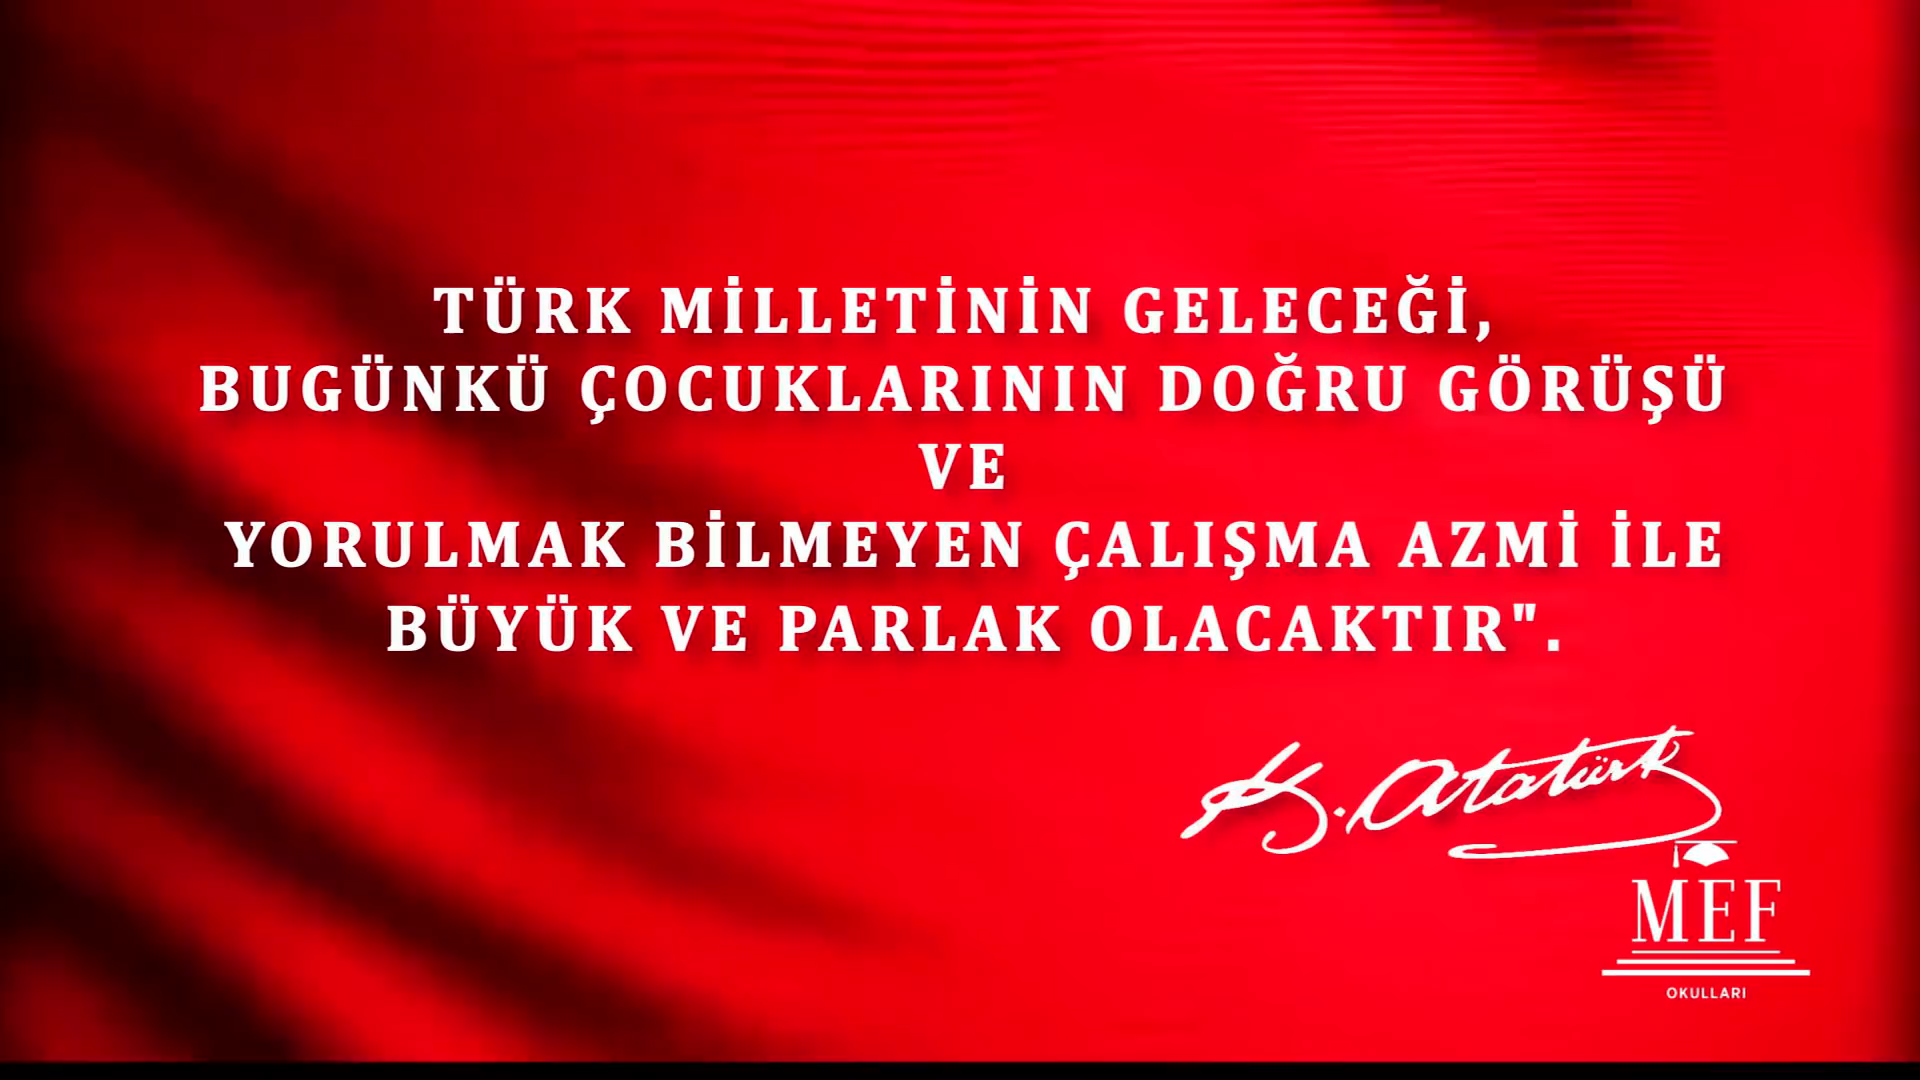 TÜRK MİLLETİNİN GELECEĞİ,
BUGÜNKÜ ÇOCUKLARININ DOĞRU GÖRÜŞÜ
VE
YORULMAK BİLMEYEN ÇALIŞMA AZMİ İLE
BÜYÜK VE PARLAK OLACAKTIR".
K. Atatürk
MEF
OKULLARI